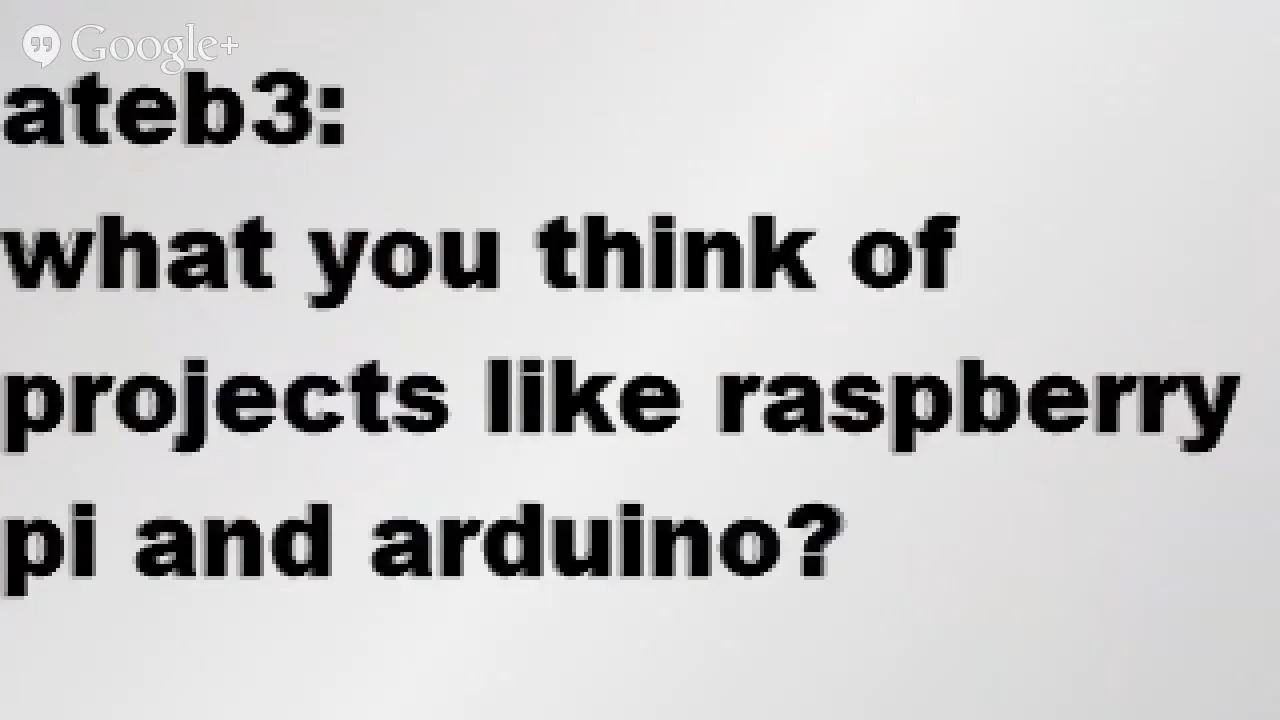 Google+
ateb3:
what you think of
projects like raspberry
pi and arduino?